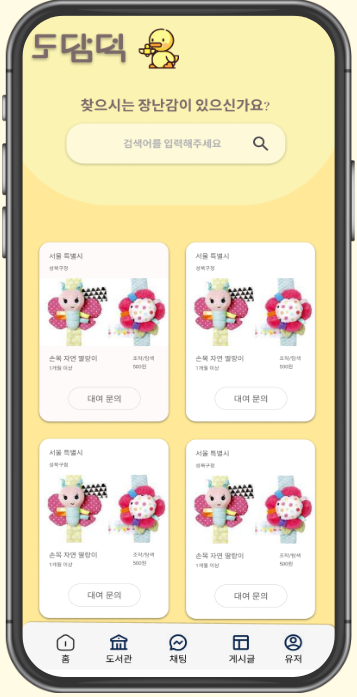 도담덕
찾으시는 장난감이 있으신가요?
검색어를 입력해주세요
서울 특별시
성북구점
손목 자연 딸랑이
1개월 이상
조작/탐색
500원
대여 문의
서울 특별시
성북구점
손목 자연 딸랑이
1개월 이상
조작/탐색
500원
대여 문의
서울 특별시
성북구점
손목 자연 딸랑이
1개월 이상
조작/탐색
500원
대여 문의
서울 특별시
성북구점
손목 자연 딸랑이
1개월 이상
조작/탐색
500원
대여 문의
홈
도서관
채팅
게시글
유저